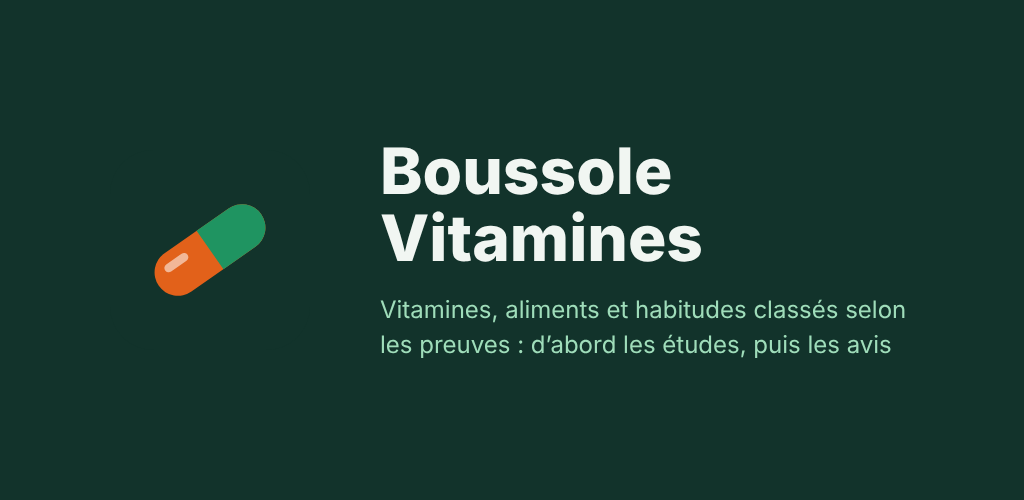 Boussole
Vitamines
Vitamines, aliments et habitudes classés selon
les preuves : d’abord les études, puis les avis